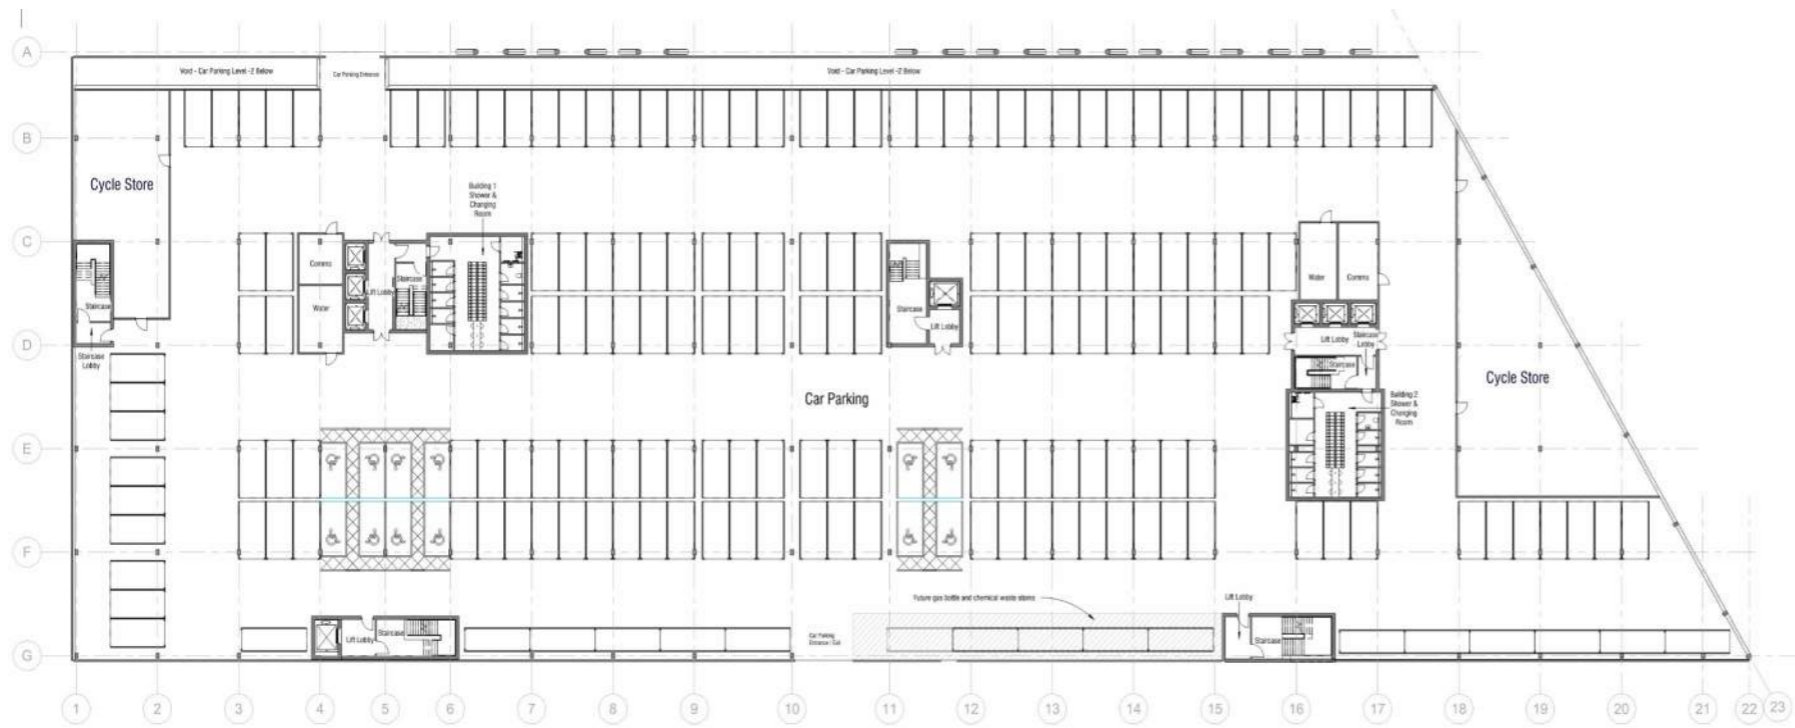 A
Void - Car Parking Level -2 Below
Car Parking Entrance
Void - Car Parking Level -2 Below
B
Cycle Store
Building 1
Shower &
Changing
Room
C
Comms
Water
Lift Lobby
Staircase
Staircase
Lift Lobby
Water
Comms
Staircase
Staircase
Lobby
D
Lift Lobby
Staircase
Lobby
Staircase
Cycle Store
Car Parking
Building 2
Shower &
Changing
Room
E
F
Future gas bottle and chemical waste stores
Lift Lobby
Lift Lobby
Staircase
Car Parking
Entrance / Exit
Staircase
G
1 2 3 4 5 6 7 8 9 10 11 12 13 14 15 16 17 18 19 20 21 22 23